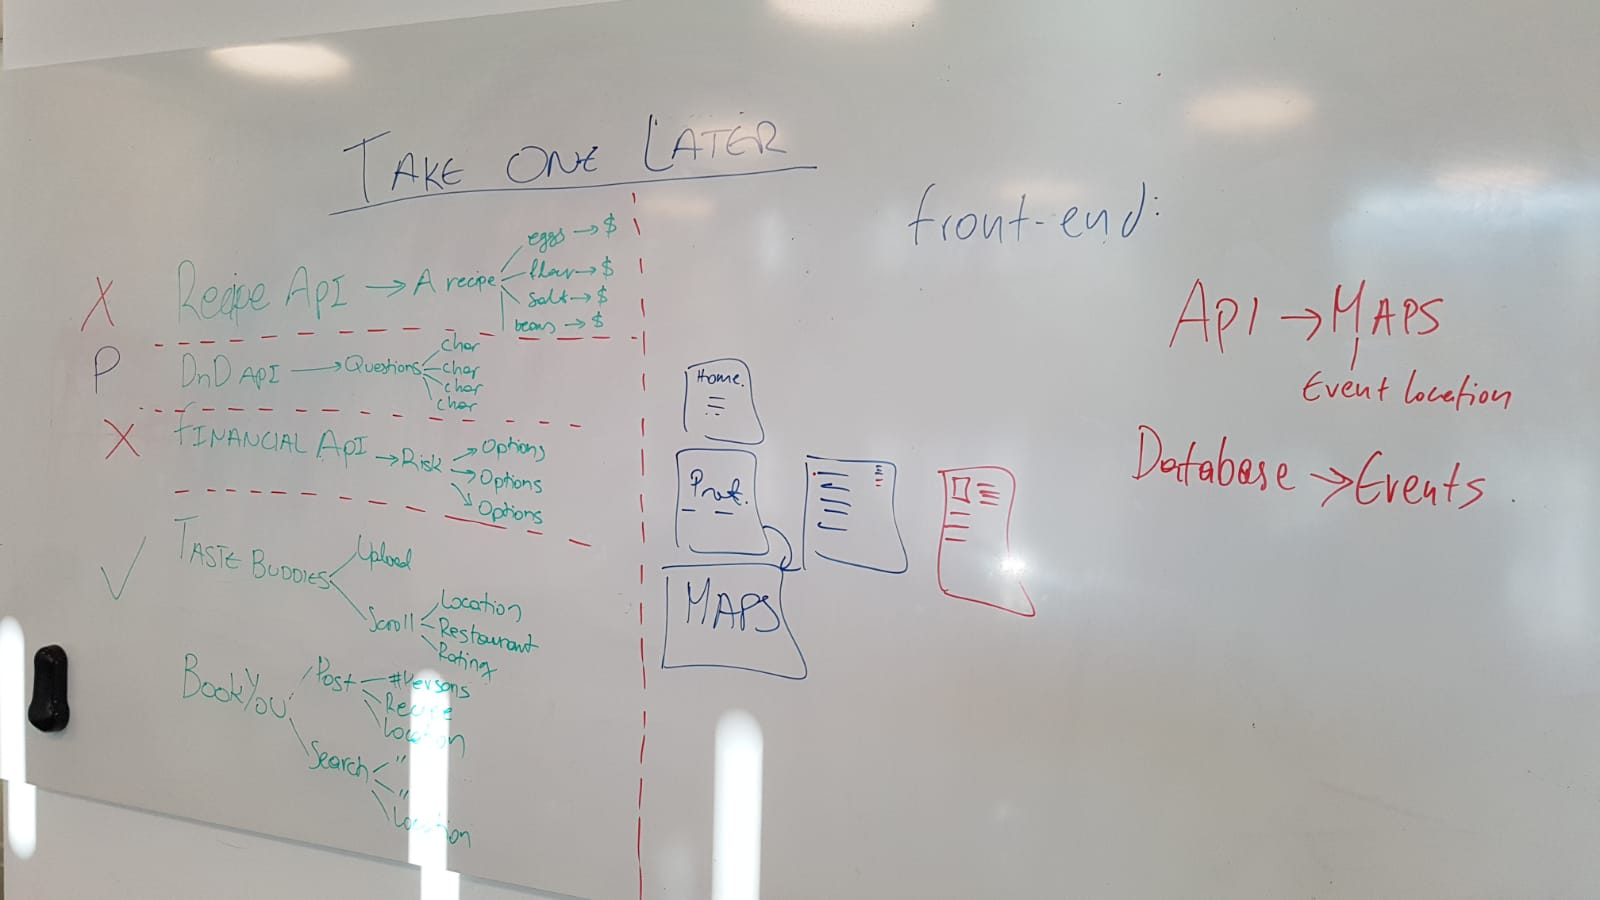 TAKE ONE LATER
X Recipe API → A recipe
eggs → $
flour → $
salt → $
beans → $
P DnD API → Questions
char
char
char
char
X FINANCIAL API → Risk
→ Options
→ Options
→ Options
✓ TASTE BUDDIES
Upload
Scroll
Location
Restaurant
Rating
BookYou
Post
#Persons
Recipe
Location
Search
"
"
Location
Home.
Prof.
MAPS
front-end:
API → MAPS
Event location
Database → Events